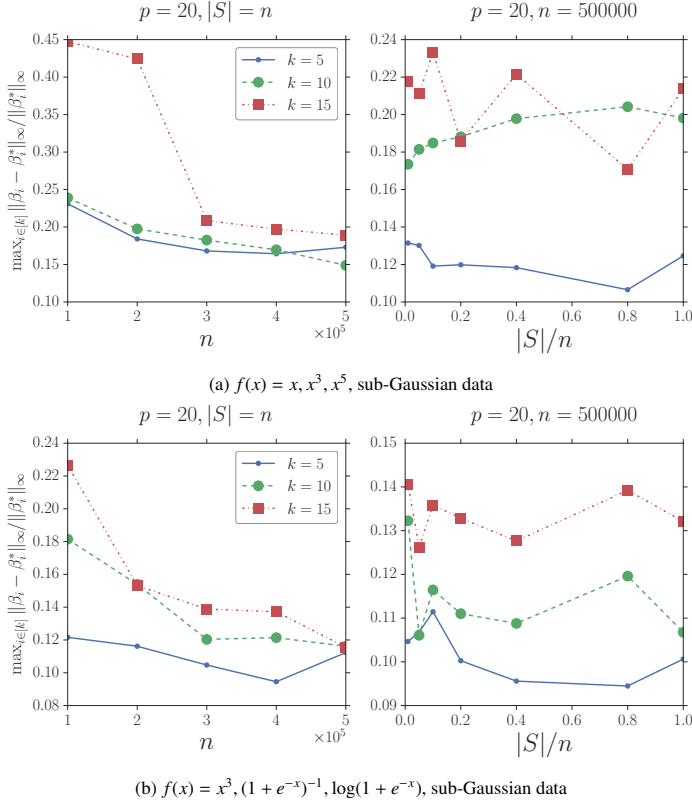 p = 20, |S| = n
p = 20, n = 500000
max_{i∈[k]} ||β_i − β_i^*||_∞/||β_i^*||_∞
0.45
0.40
0.35
0.30
0.25
0.20
0.15
0.10
k = 5
k = 10
k = 15
1 2 3 4 5
×10^5
n
0.24
0.22
0.20
0.18
0.16
0.14
0.12
0.10
0.0 0.2 0.4 0.6 0.8 1.0
|S|/n
(a) f(x) = x, x^3, x^5, sub-Gaussian data
p = 20, |S| = n
p = 20, n = 500000
max_{i∈[k]} ||β_i − β_i^*||_∞/||β_i^*||_∞
0.24
0.22
0.20
0.18
0.16
0.14
0.12
0.10
0.08
k = 5
k = 10
k = 15
1 2 3 4 5
×10^5
n
0.15
0.14
0.13
0.12
0.11
0.10
0.09
0.0 0.2 0.4 0.6 0.8 1.0
|S|/n
(b) f(x) = x^3, (1 + e^{-x})^{-1}, log(1 + e^{-x}), sub-Gaussian data